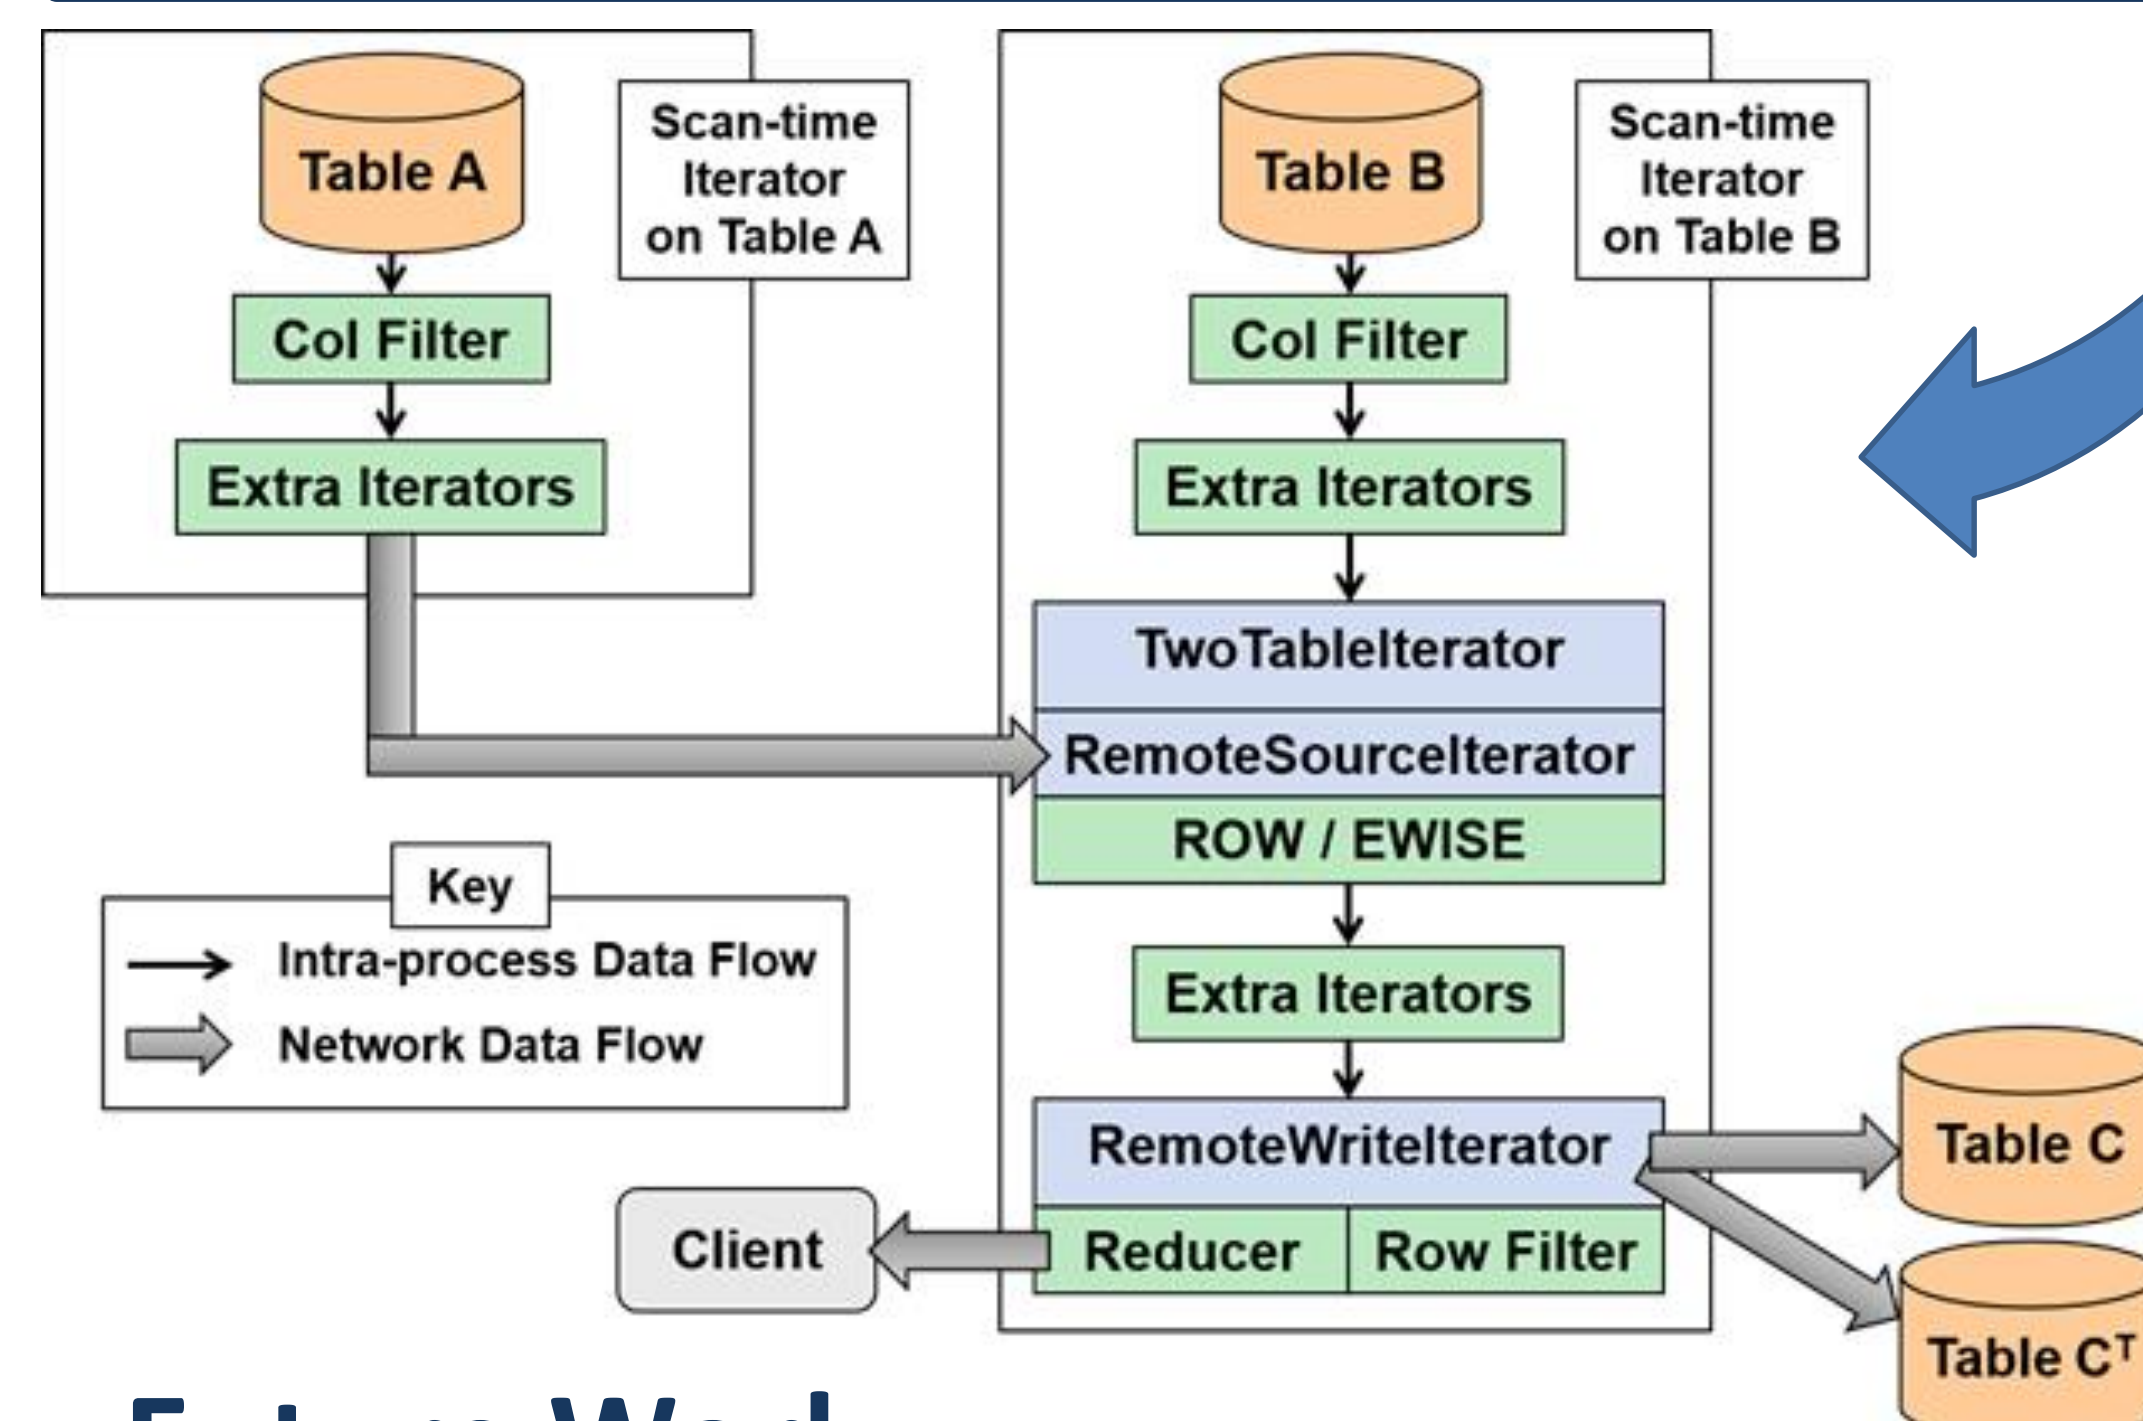 Table A
Scan-time
Iterator
on Table A
Col Filter
Extra Iterators
Table B
Scan-time
Iterator
on Table B
Col Filter
Extra Iterators
TwoTableIterator
RemoteSourceIterator
ROW / EWISE
Key
Intra-process Data Flow
Network Data Flow
Extra Iterators
RemoteWriteIterator
Reducer
Row Filter
Client
Table C
Table Cᵀ